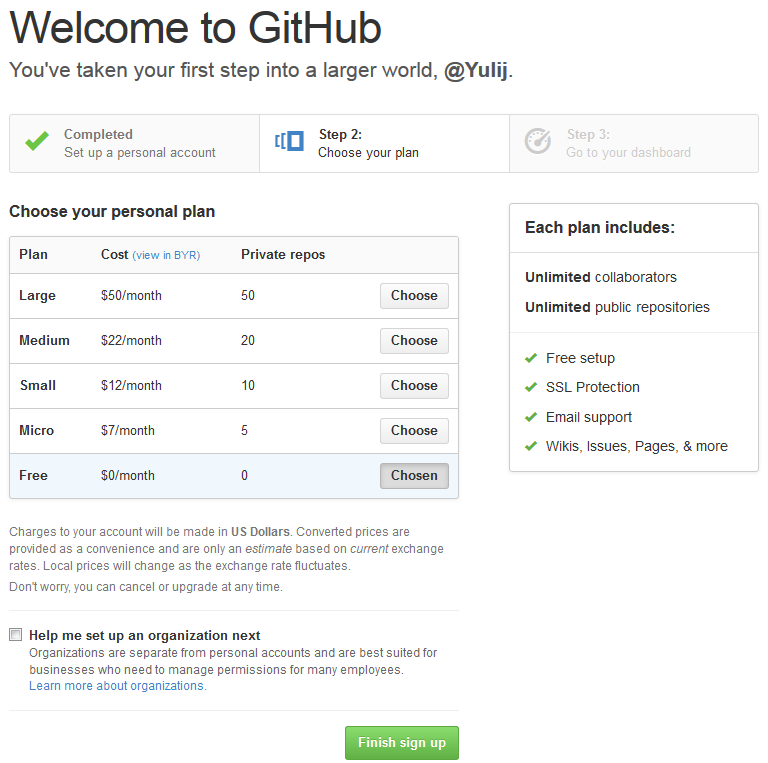 Welcome to GitHub
You've taken your first step into a larger world, @Yulij.
Completed
Set up a personal account
Step 2:
Choose your plan
Step 3:
Go to your dashboard
Choose your personal plan
Plan Cost (view in BYR) Private repos
Large $50/month 50 Choose
Medium $22/month 20 Choose
Small $12/month 10 Choose
Micro $7/month 5 Choose
Free $0/month 0 Chosen
Charges to your account will be made in US Dollars. Converted prices are
provided as a convenience and are only an estimate based on current exchange
rates. Local prices will change as the exchange rate fluctuates.
Don't worry, you can cancel or upgrade at any time.
Help me set up an organization next
Organizations are separate from personal accounts and are best suited for
businesses who need to manage permissions for many employees.
Learn more about organizations.
Finish sign up
Each plan includes:
Unlimited collaborators
Unlimited public repositories
Free setup
SSL Protection
Email support
Wikis, Issues, Pages, & more